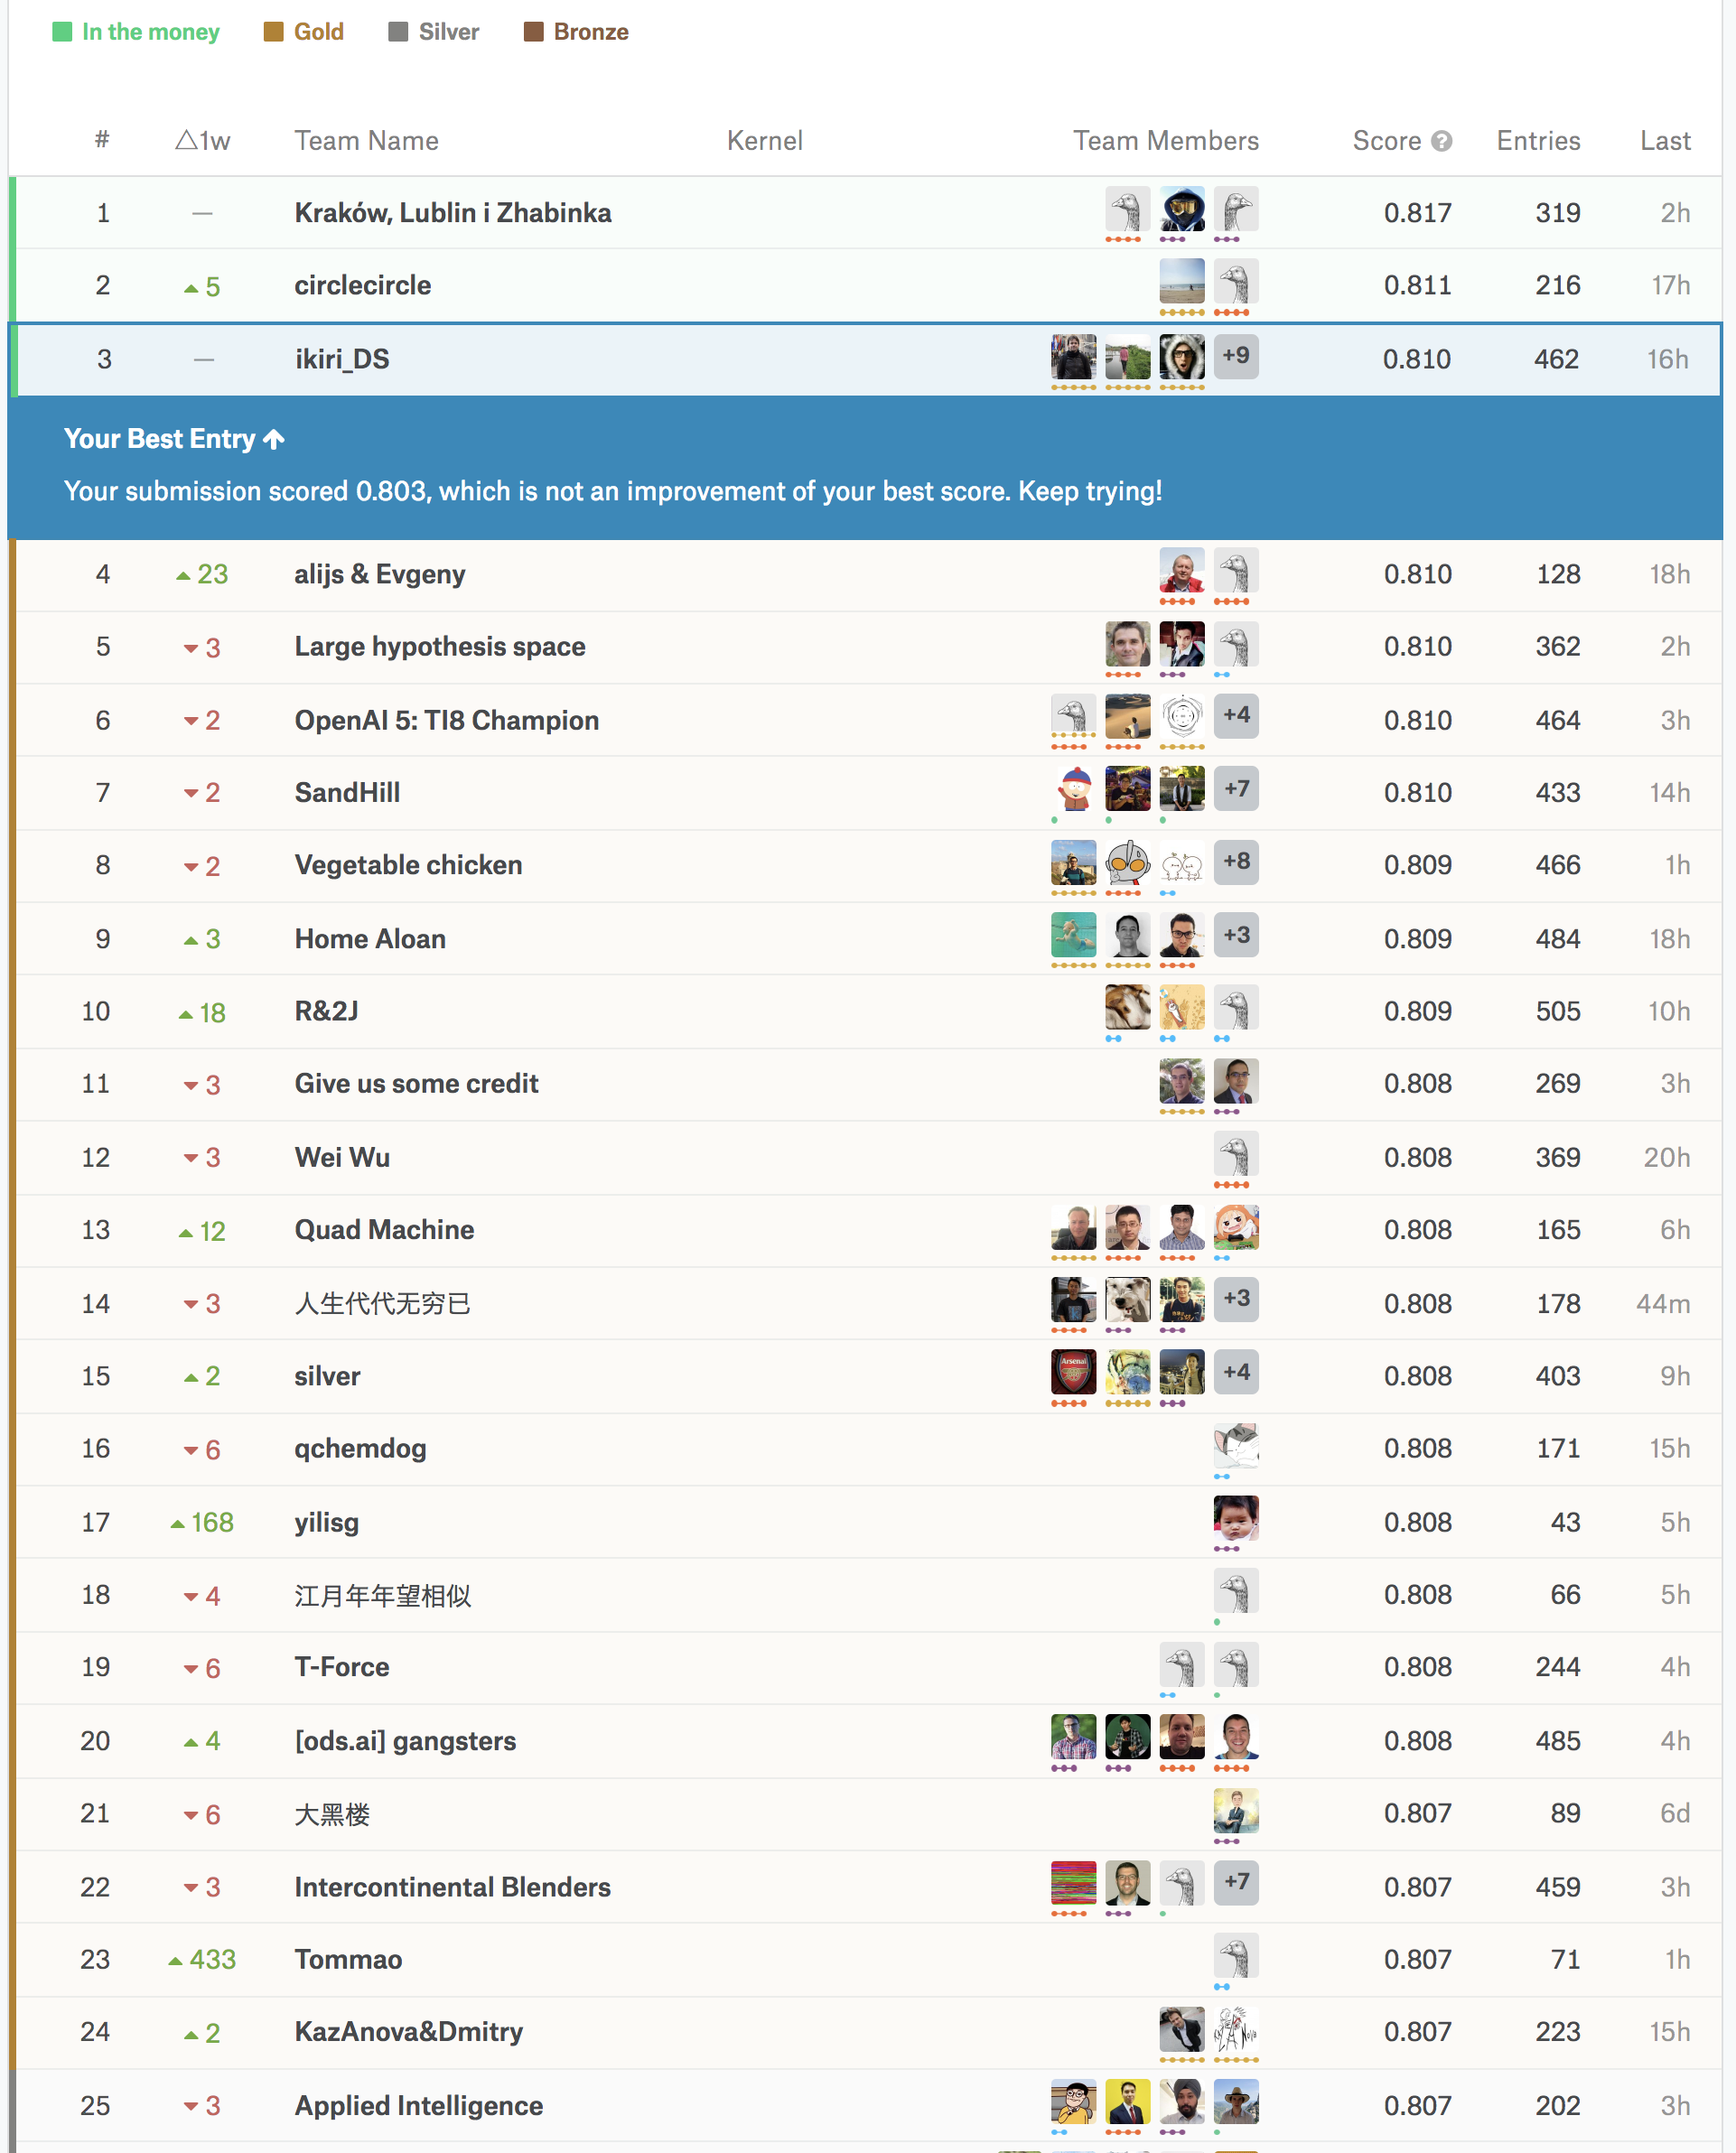 In the money Gold Silver Bronze
# △1w Team Name Kernel Team Members Score ? Entries Last
1 — Kraków, Lublin i Zhabinka 0.817 319 2h
2 ▲ 5 circlecircle 0.811 216 17h
3 — ikiri_DS +9 0.810 462 16h
Your Best Entry ↑
Your submission scored 0.803, which is not an improvement of your best score. Keep trying!
4 ▲ 23 alijs & Evgeny 0.810 128 18h
5 ▼ 3 Large hypothesis space 0.810 362 2h
6 ▼ 2 OpenAI 5: TI8 Champion +4 0.810 464 3h
7 ▼ 2 SandHill +7 0.810 433 14h
8 ▼ 2 Vegetable chicken +8 0.809 466 1h
9 ▲ 3 Home Aloan +3 0.809 484 18h
10 ▲ 18 R&2J 0.809 505 10h
11 ▼ 3 Give us some credit 0.808 269 3h
12 ▼ 3 Wei Wu 0.808 369 20h
13 ▲ 12 Quad Machine 0.808 165 6h
14 ▼ 3 人生代代无穷已 +3 0.808 178 44m
15 ▲ 2 silver Arsenal +4 0.808 403 9h
16 ▼ 6 qchemdog 0.808 171 15h
17 ▲ 168 yilisg 0.808 43 5h
18 ▼ 4 江月年年望相似 0.808 66 5h
19 ▼ 6 T-Force 0.808 244 4h
20 ▲ 4 [ods.ai] gangsters 0.808 485 4h
21 ▼ 6 大黑楼 0.807 89 6d
22 ▼ 3 Intercontinental Blenders +7 0.807 459 3h
23 ▲ 433 Tommao 0.807 71 1h
24 ▲ 2 KazAnova&Dmitry 0.807 223 15h
25 ▼ 3 Applied Intelligence 0.807 202 3h